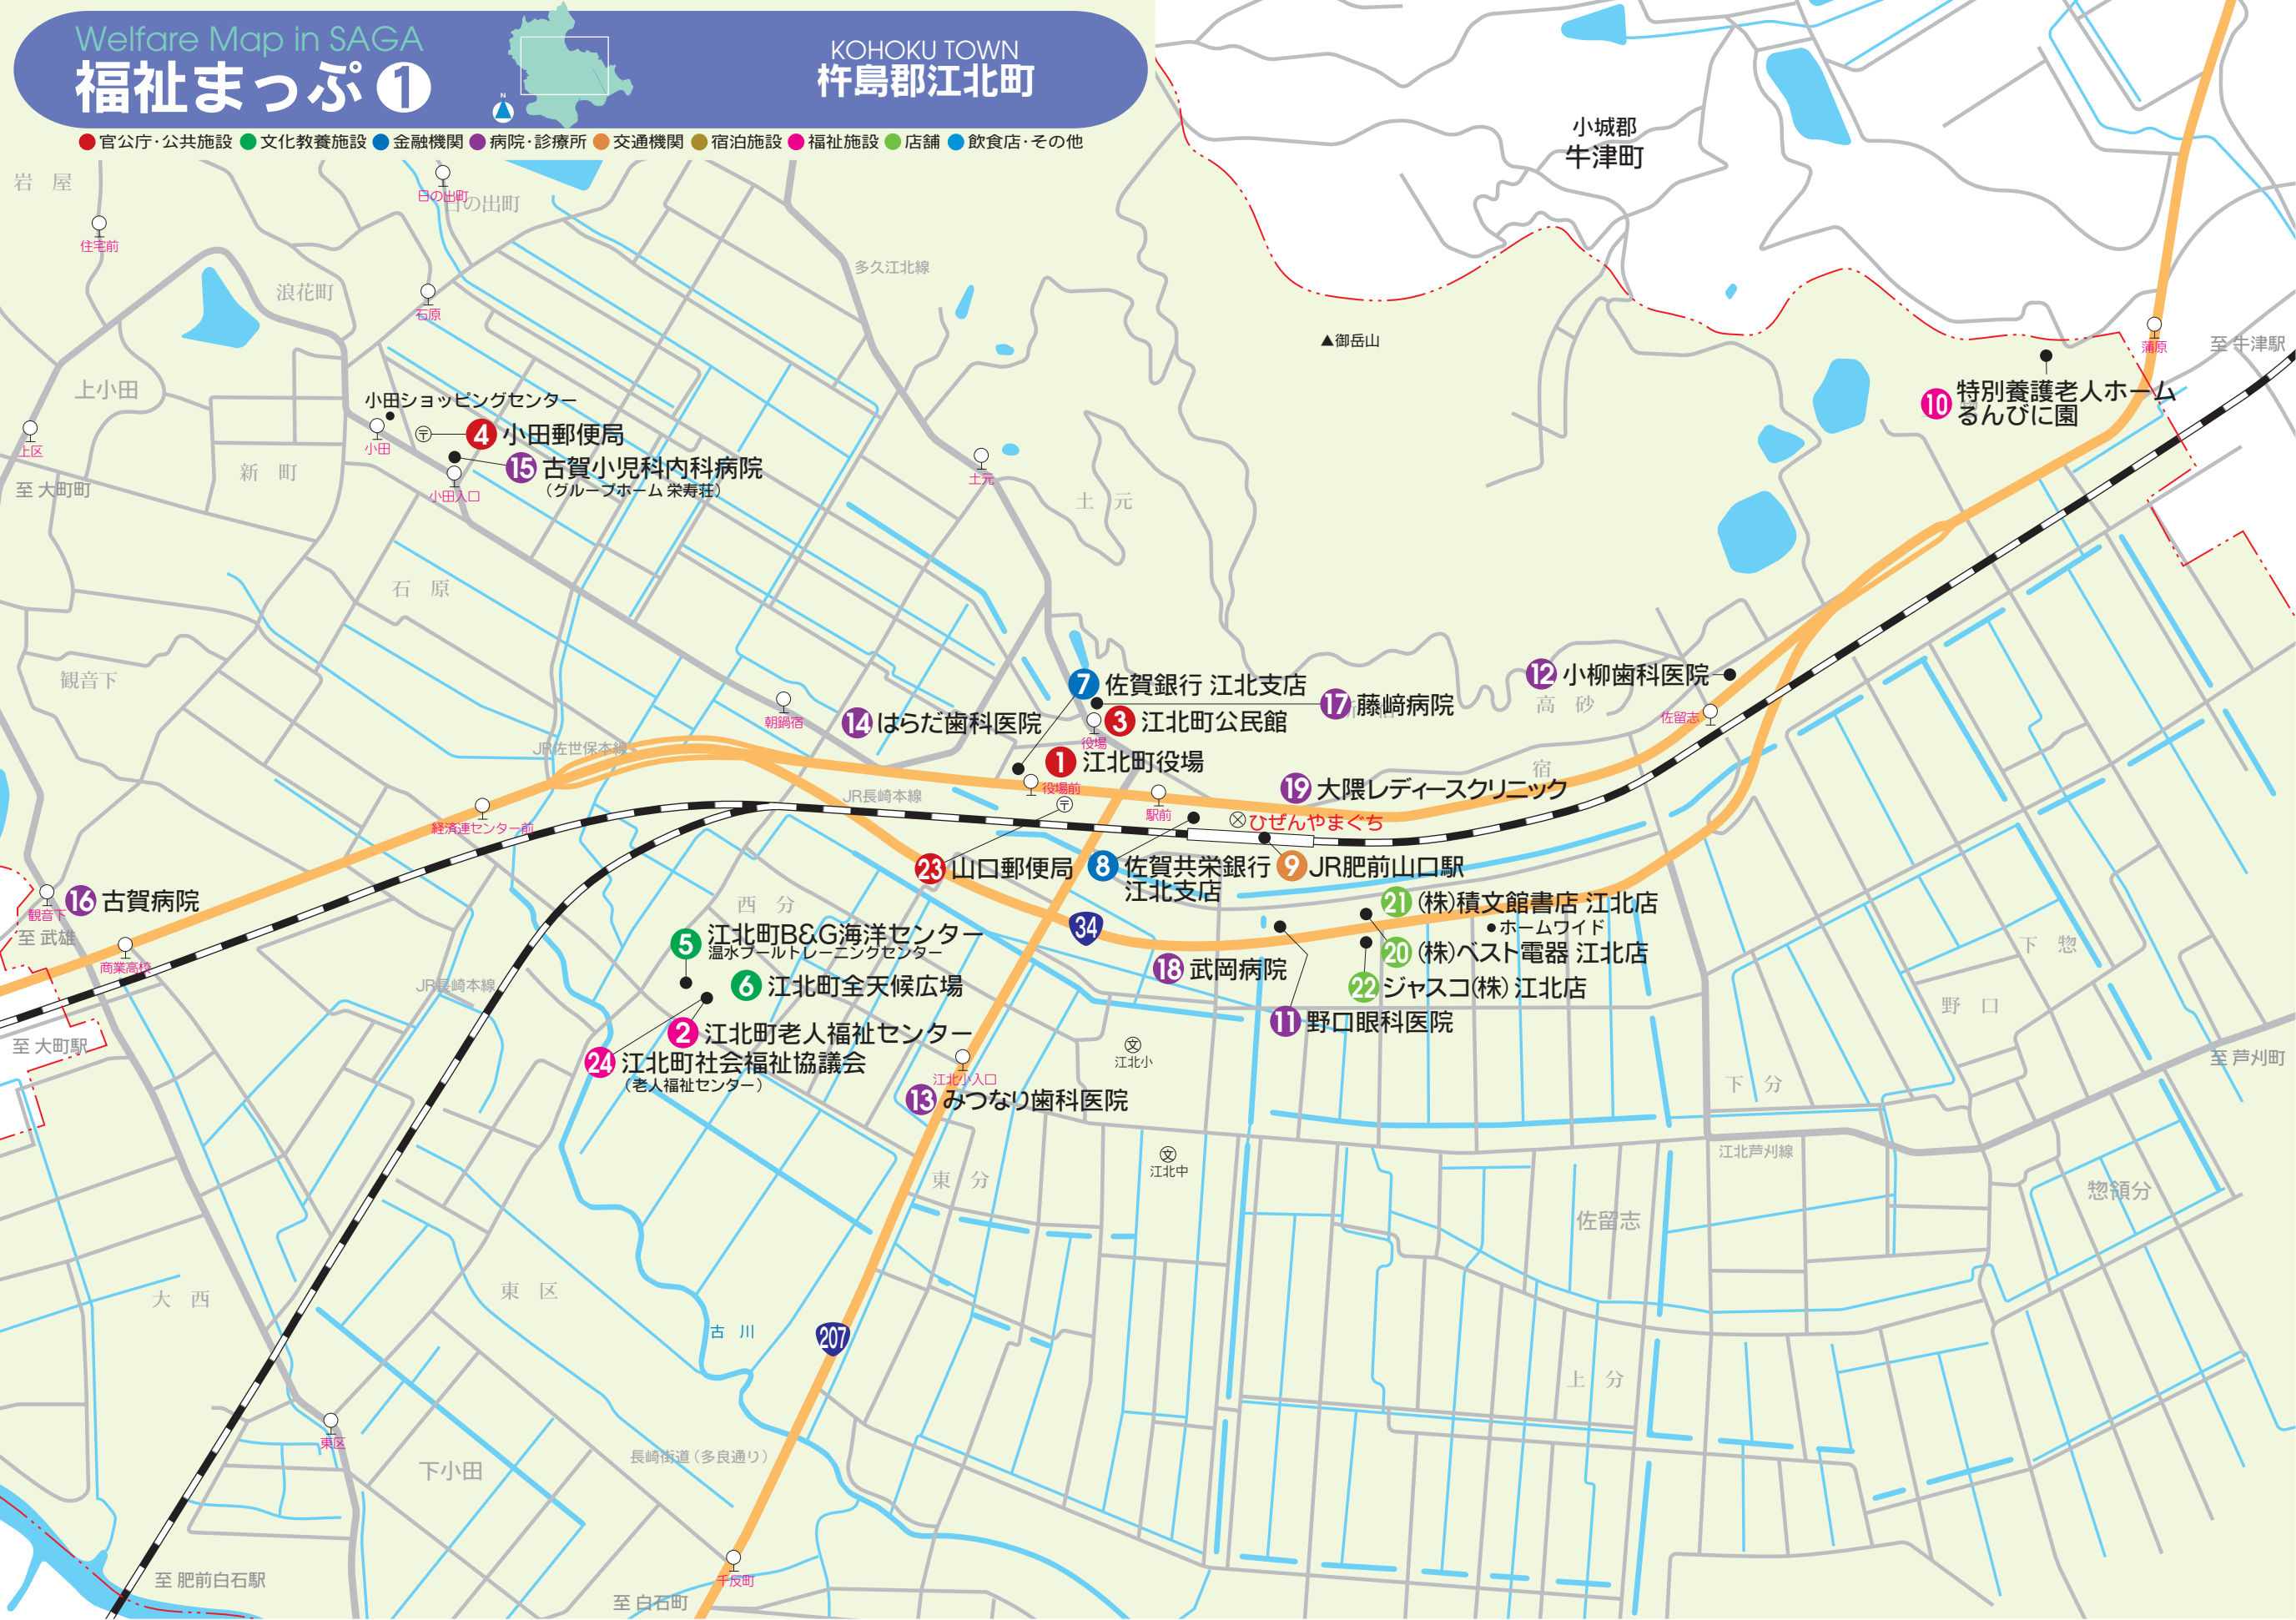 Welfare Map in SAGA
福祉まっぷ❶
N
KOHOKU TOWN
杵島郡江北町
官公庁・公共施設 文化教養施設 金融機関 病院・診療所 交通機関 宿泊施設 福祉施設 店舗 飲食店・その他
小城郡
牛津町
岩 屋
日の出町
日の出町
住宅前
多久江北線
浪花町
石原
▲御岳山
蒲原
至 牛津駅
上小田
小田ショッピングセンター
10 特別養護老人ホーム
るんびに園
上区
小田
〒
4 小田郵便局
新 町
15 古賀小児科内科病院
(グループホーム 栄寿荘)
小田入口
至 大町町
土元
土 元
石 原
観音下
7 佐賀銀行 江北支店
12 小柳歯科医院
17 藤﨑病院
高 砂
佐留志
朝鍋宿
14 はらだ歯科医院
3 江北町公民館
役場
JR佐世保本線
1 江北町役場
宿
役場前
19 大隈レディースクリニック
JR長崎本線
〒
駅前
ひぜんやまぐち
経済連センター前
23 山口郵便局
8 佐賀共栄銀行
江北支店
9 JR肥前山口駅
16 古賀病院
観音下
西 分
21 (株)積文館書店 江北店
ホームワイド
34
至 武雄
5 江北町B&G海洋センター
温水プールトレーニングセンター
20 (株)ベスト電器 江北店
下 惣
商業高校
18 武岡病院
JR長崎本線
6 江北町全天候広場
22 ジャスコ(株) 江北店
野 口
11 野口眼科医院
2 江北町老人福祉センター
至 大町駅
24 江北町社会福祉協議会
(老人福祉センター)
文
江北小
至 芦刈町
江北小入口
下 分
13 みつなり歯科医院
江北芦刈線
文
江北中
東 分
惣領分
佐留志
東 区
大 西
古 川
207
上 分
東区
長崎街道(多良通り)
下小田
至 肥前白石駅
千反町
至 白石町